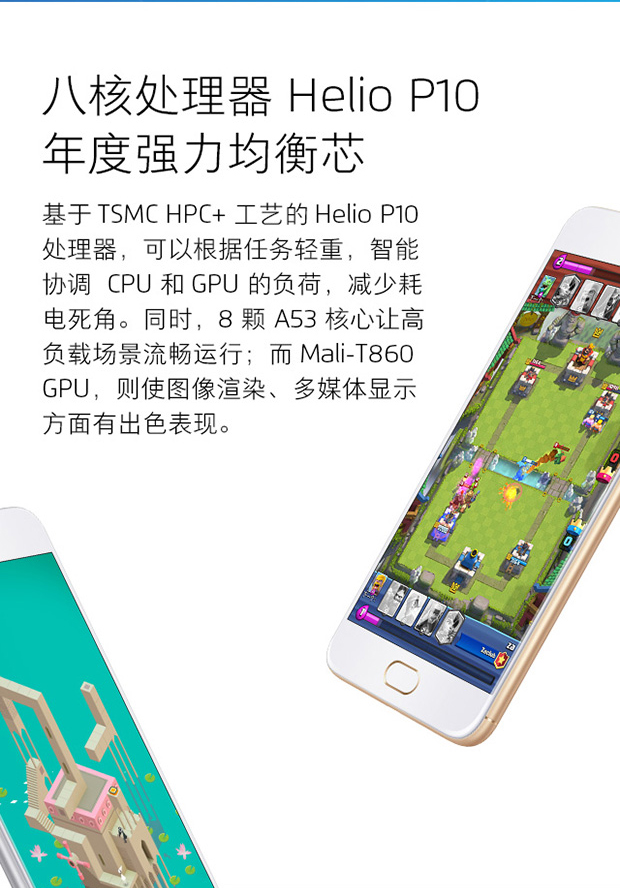 八核处理器 Helio P10
年度强力均衡芯
基于 TSMC HPC+ 工艺的 Helio P10
处理器，可以根据任务轻重，智能
协调 CPU 和 GPU 的负荷，减少耗
电死角。同时，8 颗 A53 核心让高
负载场景流畅运行；而 Mali-T860
GPU，则使图像渲染、多媒体显示
方面有出色表现。
0
0